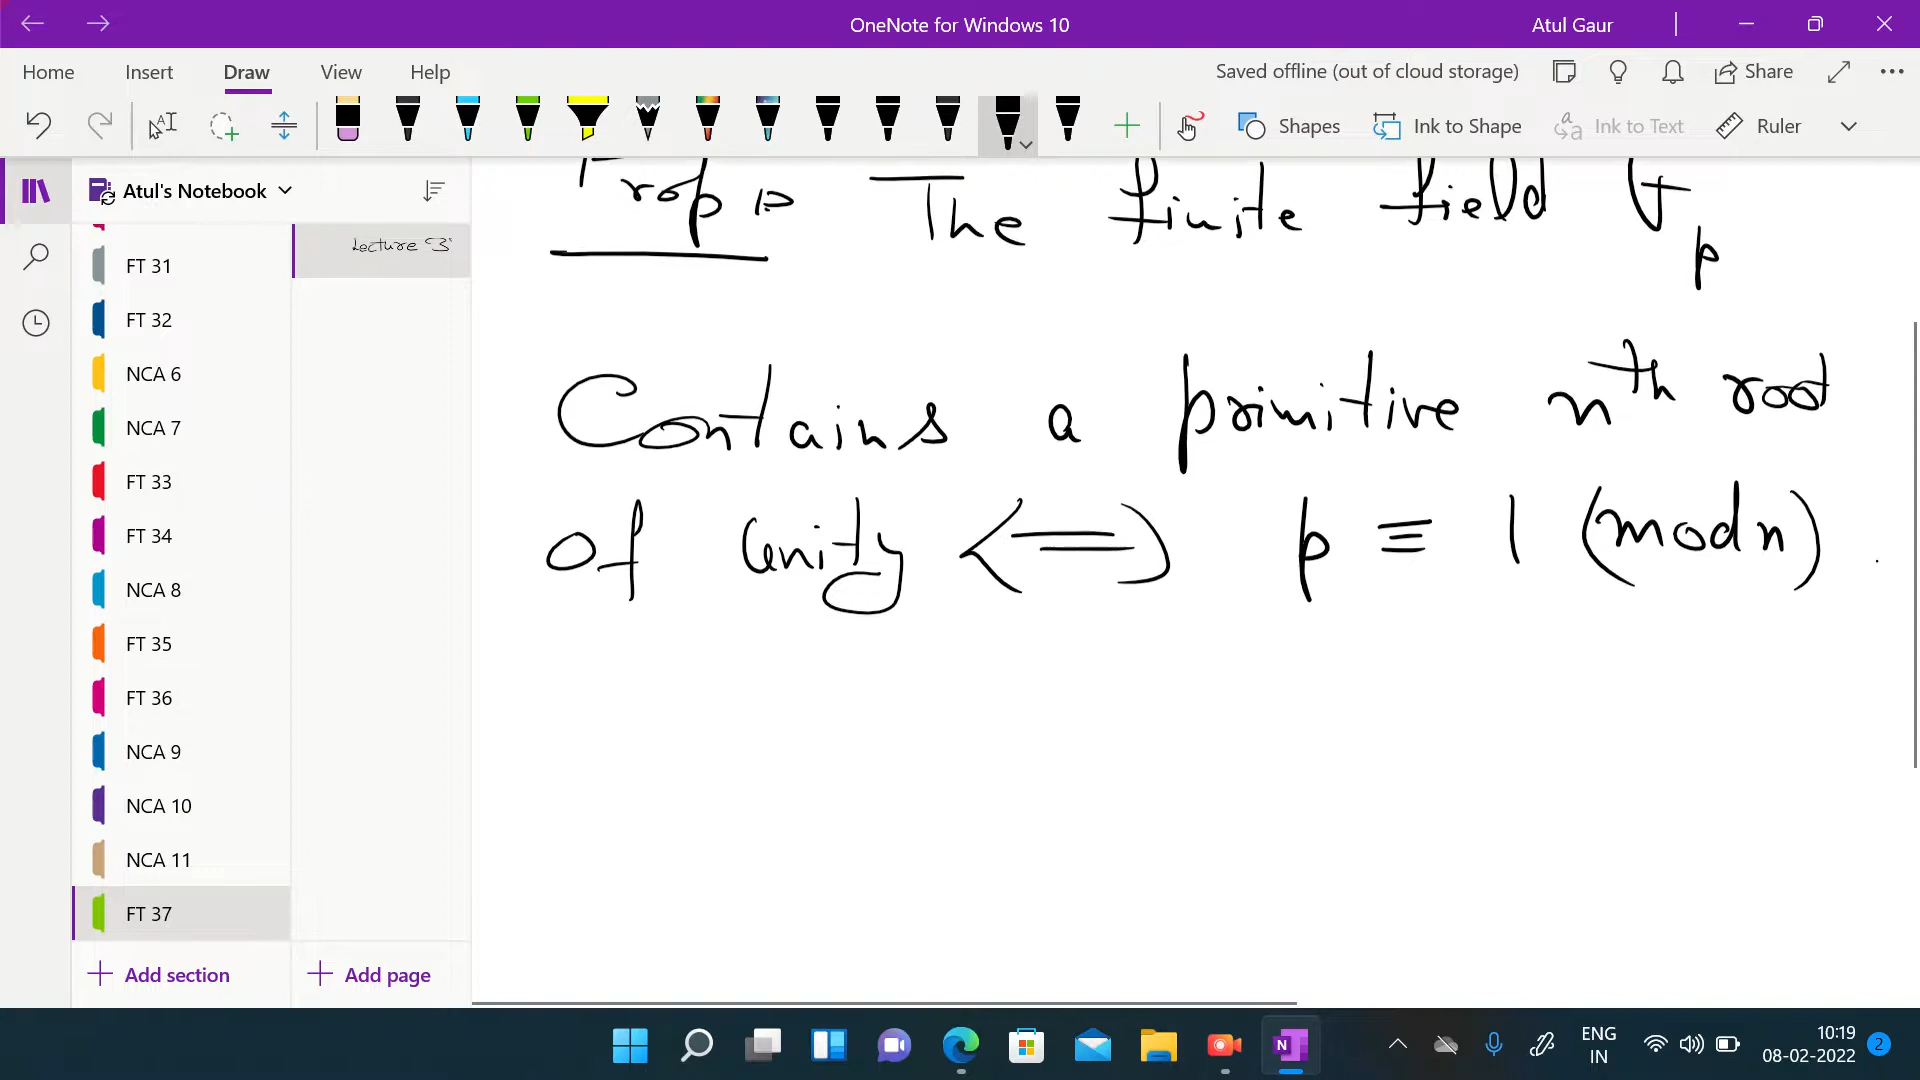 OneNote for Windows 10
Atul Gaur
Home Insert Draw View Help
Saved offline (out of cloud storage)
Share
Shapes
Ink to Shape
Ink to Text
Ruler
Atul's Notebook
FT 31
FT 32
NCA 6
NCA 7
FT 33
FT 34
NCA 8
FT 35
FT 36
NCA 9
NCA 10
NCA 11
FT 37
Add section
Lecture 3
Add page
Prop The finite field F_p
Contains a primitive nth root
of unity <=> p ≡ 1 (mod n).
ENG
IN
10:19
08-02-2022
2